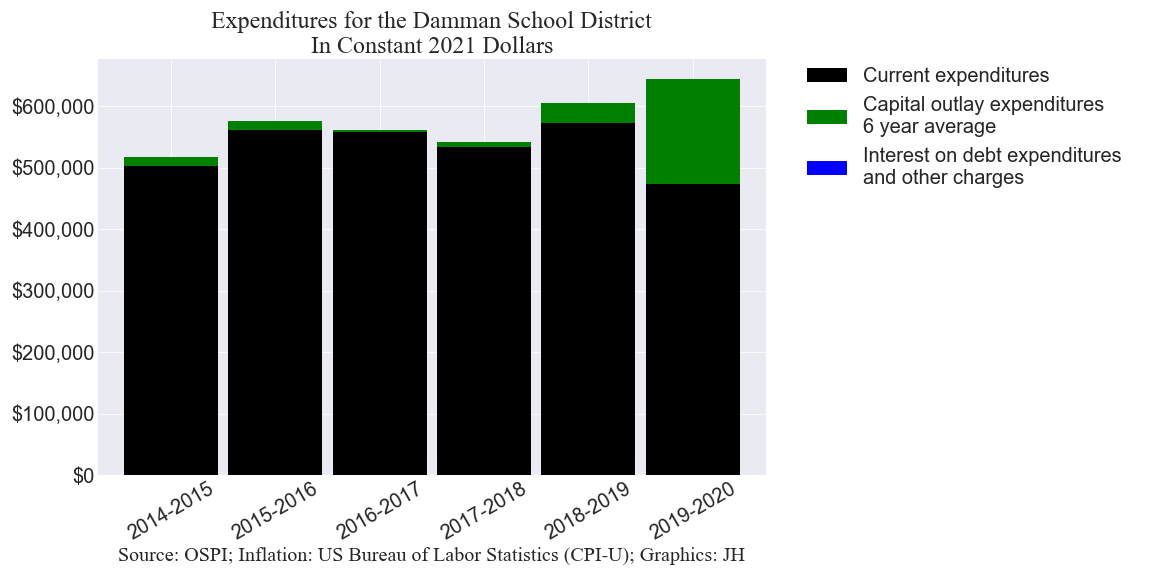 Expenditures for the Damman School District
In Constant 2021 Dollars
Current expenditures
Capital outlay expenditures
6 year average
Interest on debt expenditures
and other charges
$600,000
$500,000
$400,000
$300,000
$200,000
$100,000
$0
2014-2015
2015-2016
2016-2017
2017-2018
2018-2019
2019-2020
Source: OSPI; Inflation: US Bureau of Labor Statistics (CPI-U); Graphics: JH